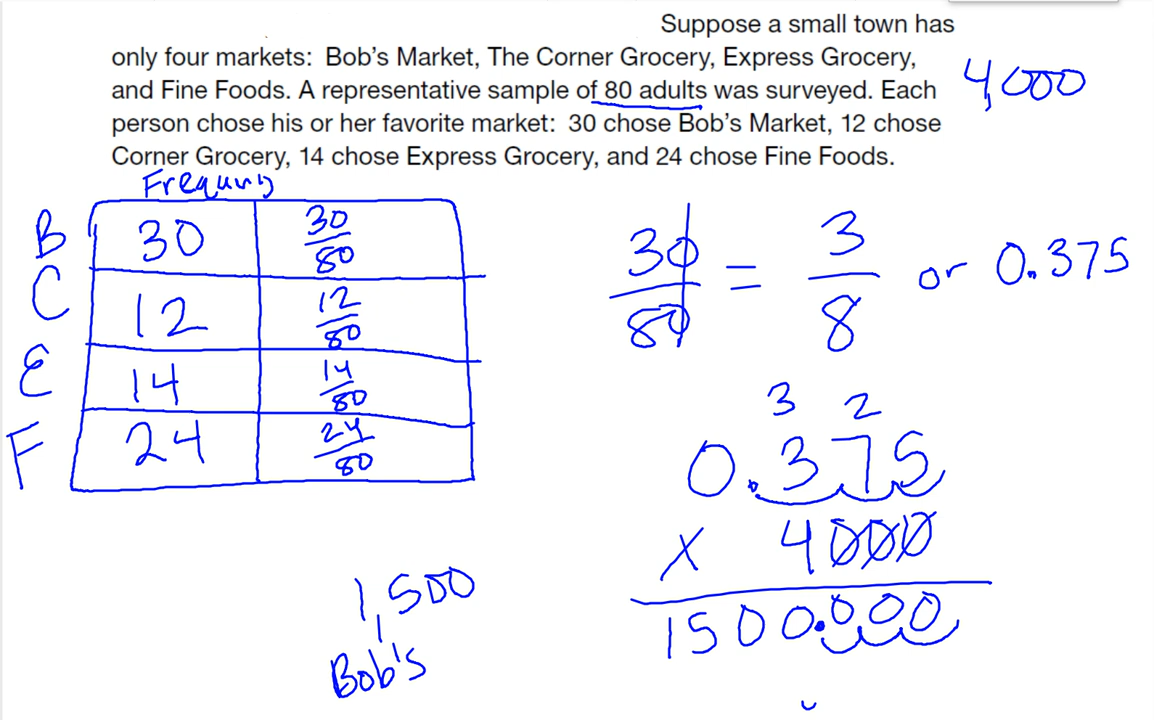 Suppose a small town has
only four markets: Bob's Market, The Corner Grocery, Express Grocery,
and Fine Foods. A representative sample of 80 adults was surveyed. Each
person chose his or her favorite market: 30 chose Bob's Market, 12 chose
Corner Grocery, 14 chose Express Grocery, and 24 chose Fine Foods.
4,000
B 30 30/80
C 12 12/80
E 14 14/80
F 24 24/80
30/80 = 3/8 or 0.375
3 2
0.375
x 4000
1500.000
1,500
Bob's